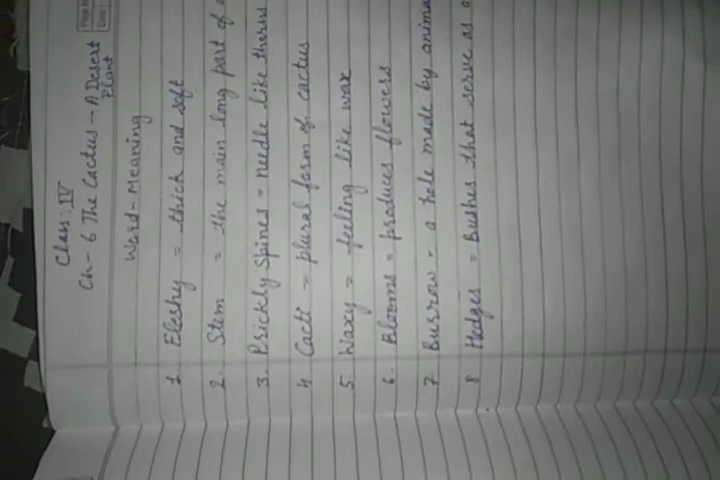 Class: IV
Ch - 6 The Cactus - A Desert
Plant
Word - Meaning
1 Fleshy = thick and soft
2. Stem = the main long part of
3. Prickly Spines = needle like thorns
4 Cacti = plural form of cactus
5. Waxy = feeling like wax
6. Blooms = produces flowers
7 Burrow - a hole made by
8 Hedges = Bushes that serve as a
Page
Date